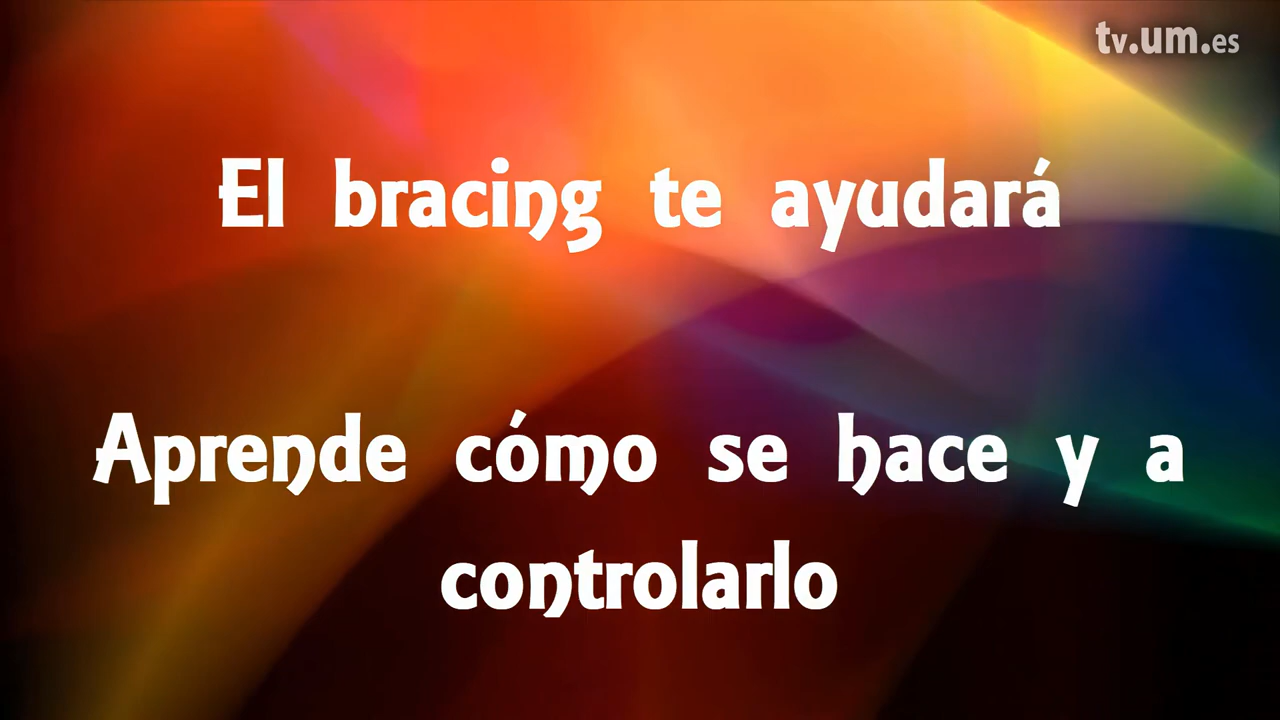 tv.um.es
El bracing te ayudará
Aprende cómo se hace y a
controlarlo